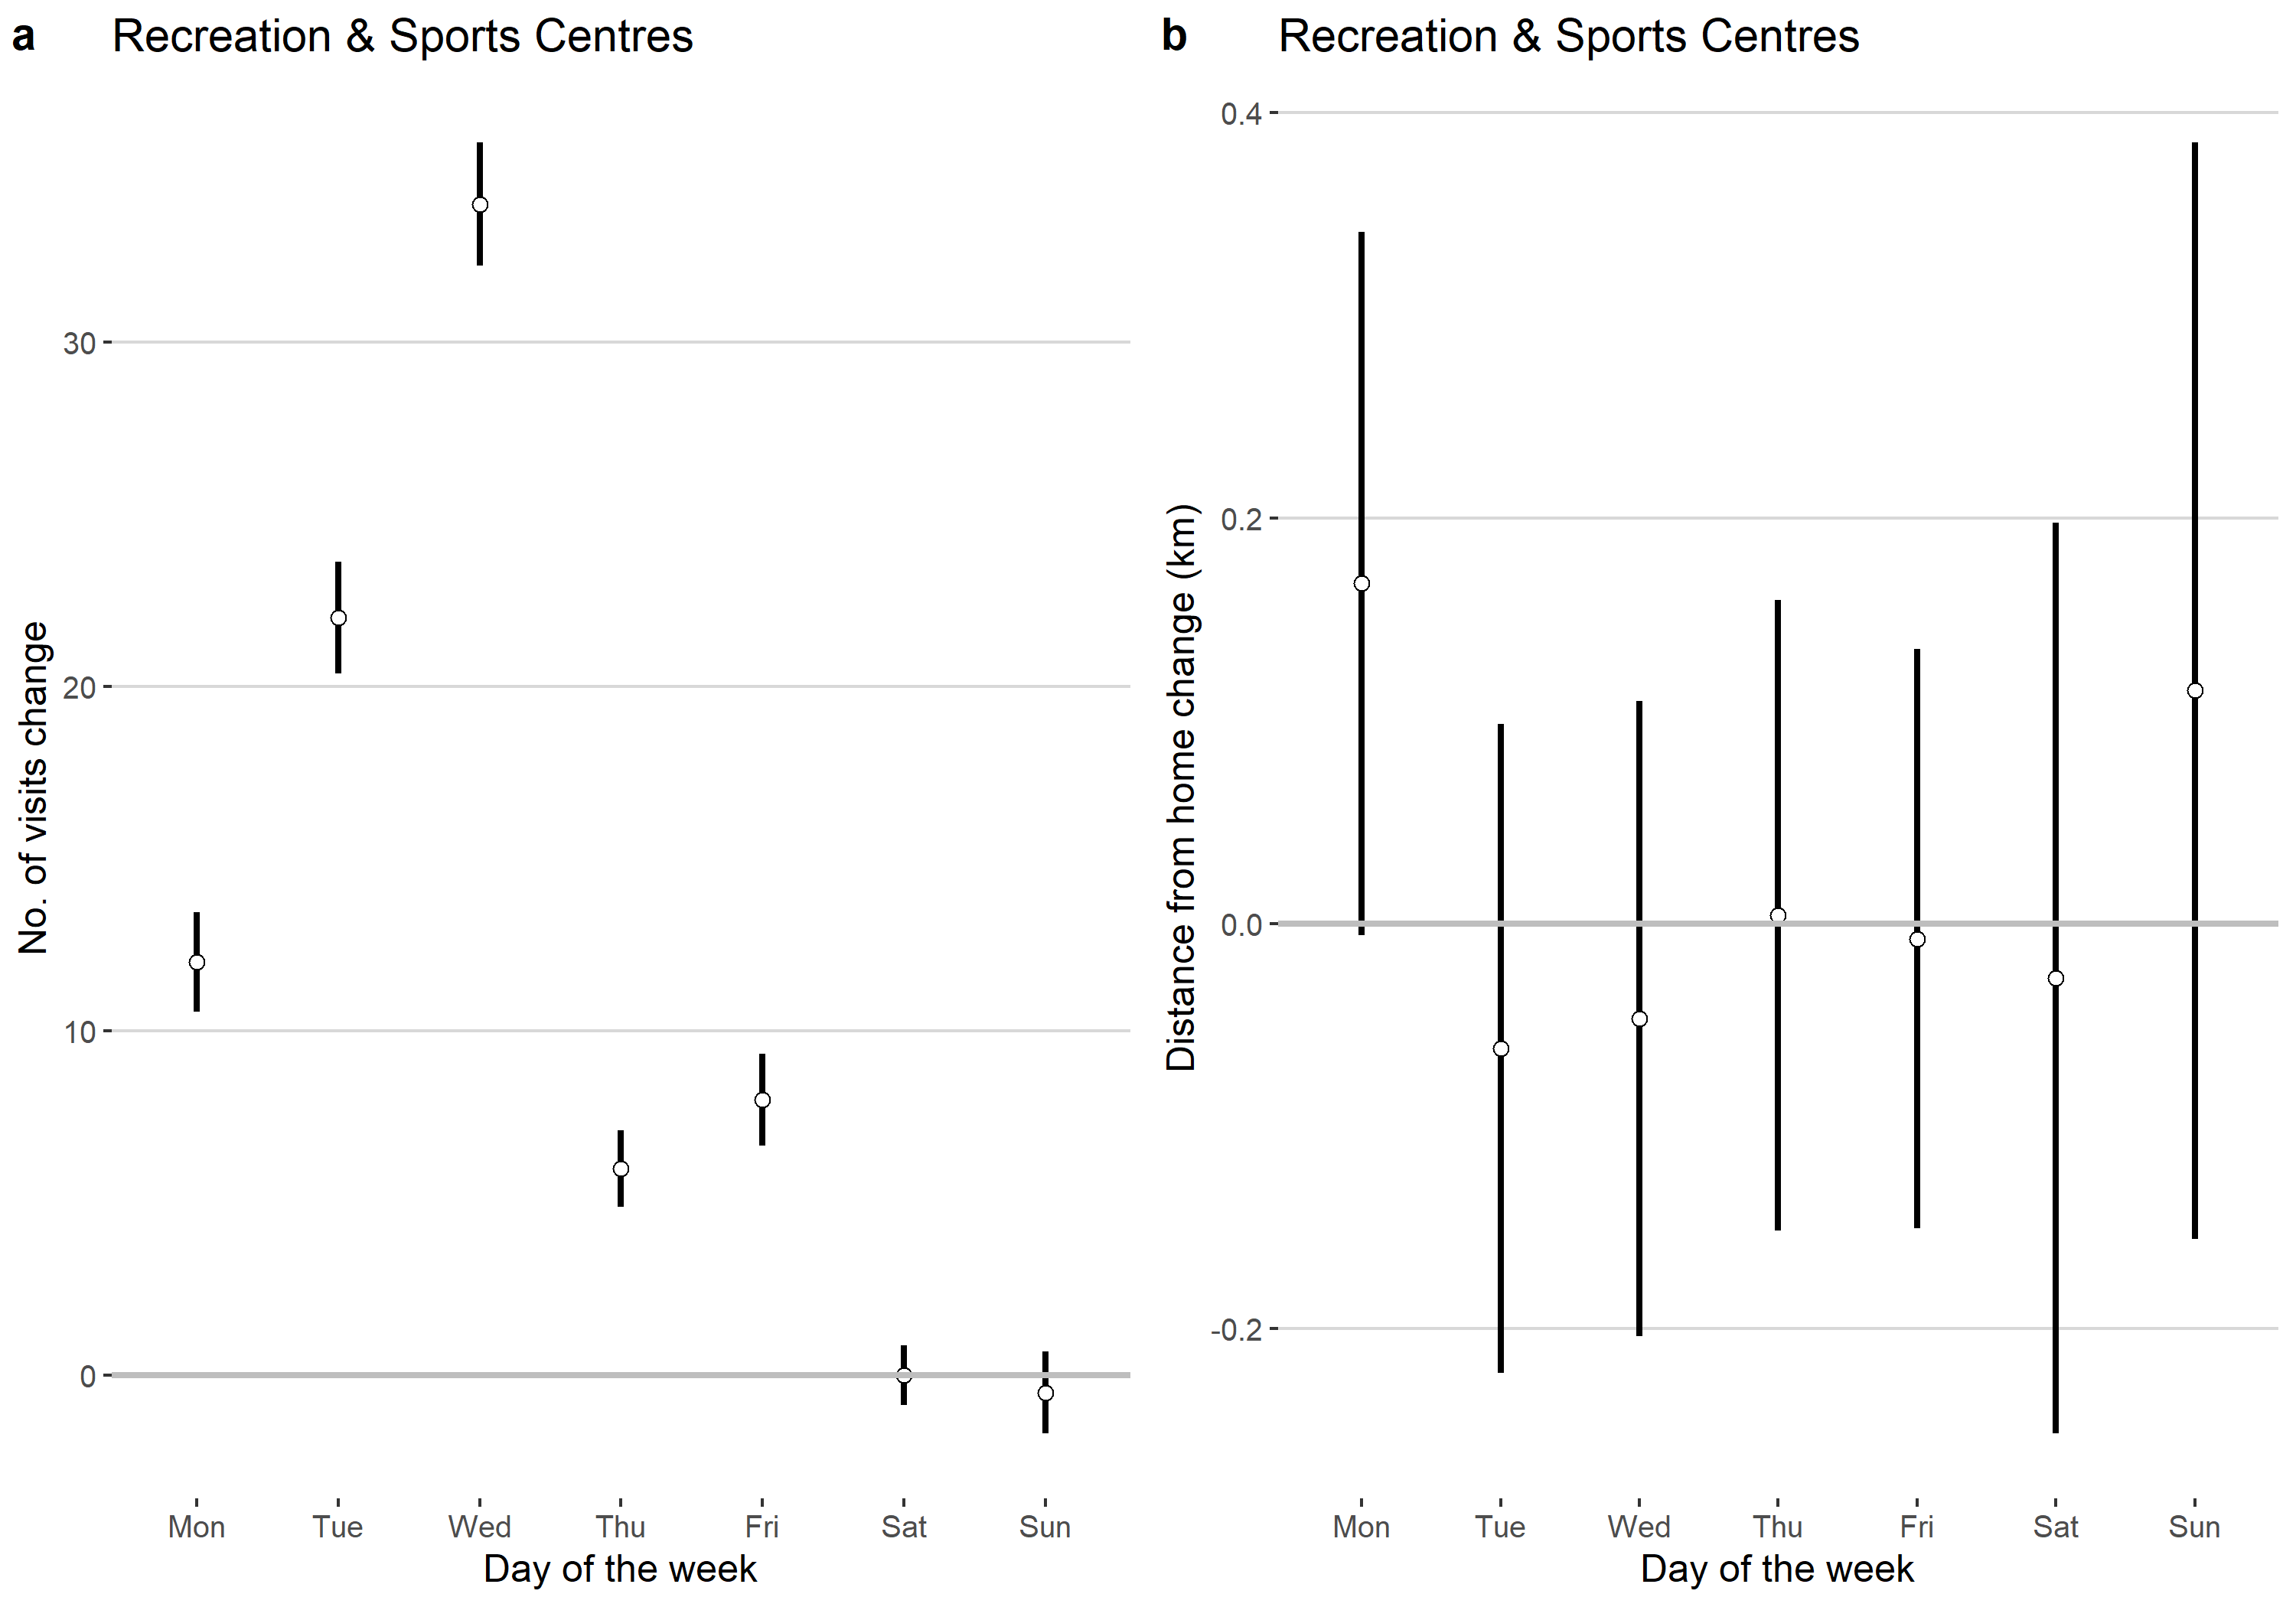 a Recreation & Sports Centres
No. of visits change
30
20
10
0
Mon Tue Wed Thu Fri Sat Sun
Day of the week
b Recreation & Sports Centres
Distance from home change (km)
0.4
0.2
0.0
-0.2
Mon Tue Wed Thu Fri Sat Sun
Day of the week